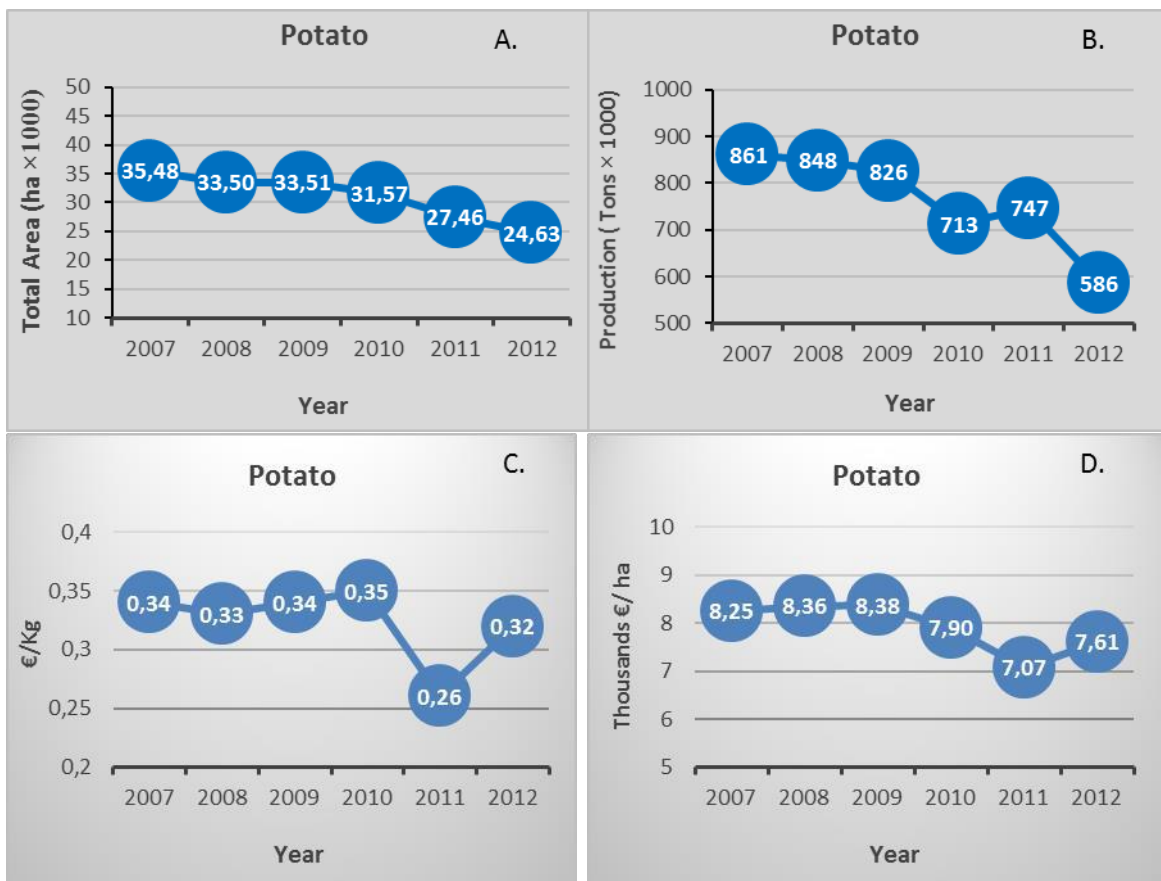 Potato
A.
Total Area (ha ×1000)
50
45
40
35
30
25
20
15
10
35,48
33,50
33,51
31,57
27,46
24,63
2007 2008 2009 2010 2011 2012
Year
Potato
B.
Production ( Tons × 1000)
1000
900
800
700
600
500
861
848
826
713
747
586
2007 2008 2009 2010 2011 2012
Year
Potato
C.
€/Kg
0,4
0,35
0,3
0,25
0,2
0,34
0,33
0,34
0,35
0,26
0,32
2007 2008 2009 2010 2011 2012
Year
Potato
D.
Thousands €/ ha
10
9
8
7
6
5
8,25
8,36
8,38
7,90
7,07
7,61
2007 2008 2009 2010 2011 2012
Year